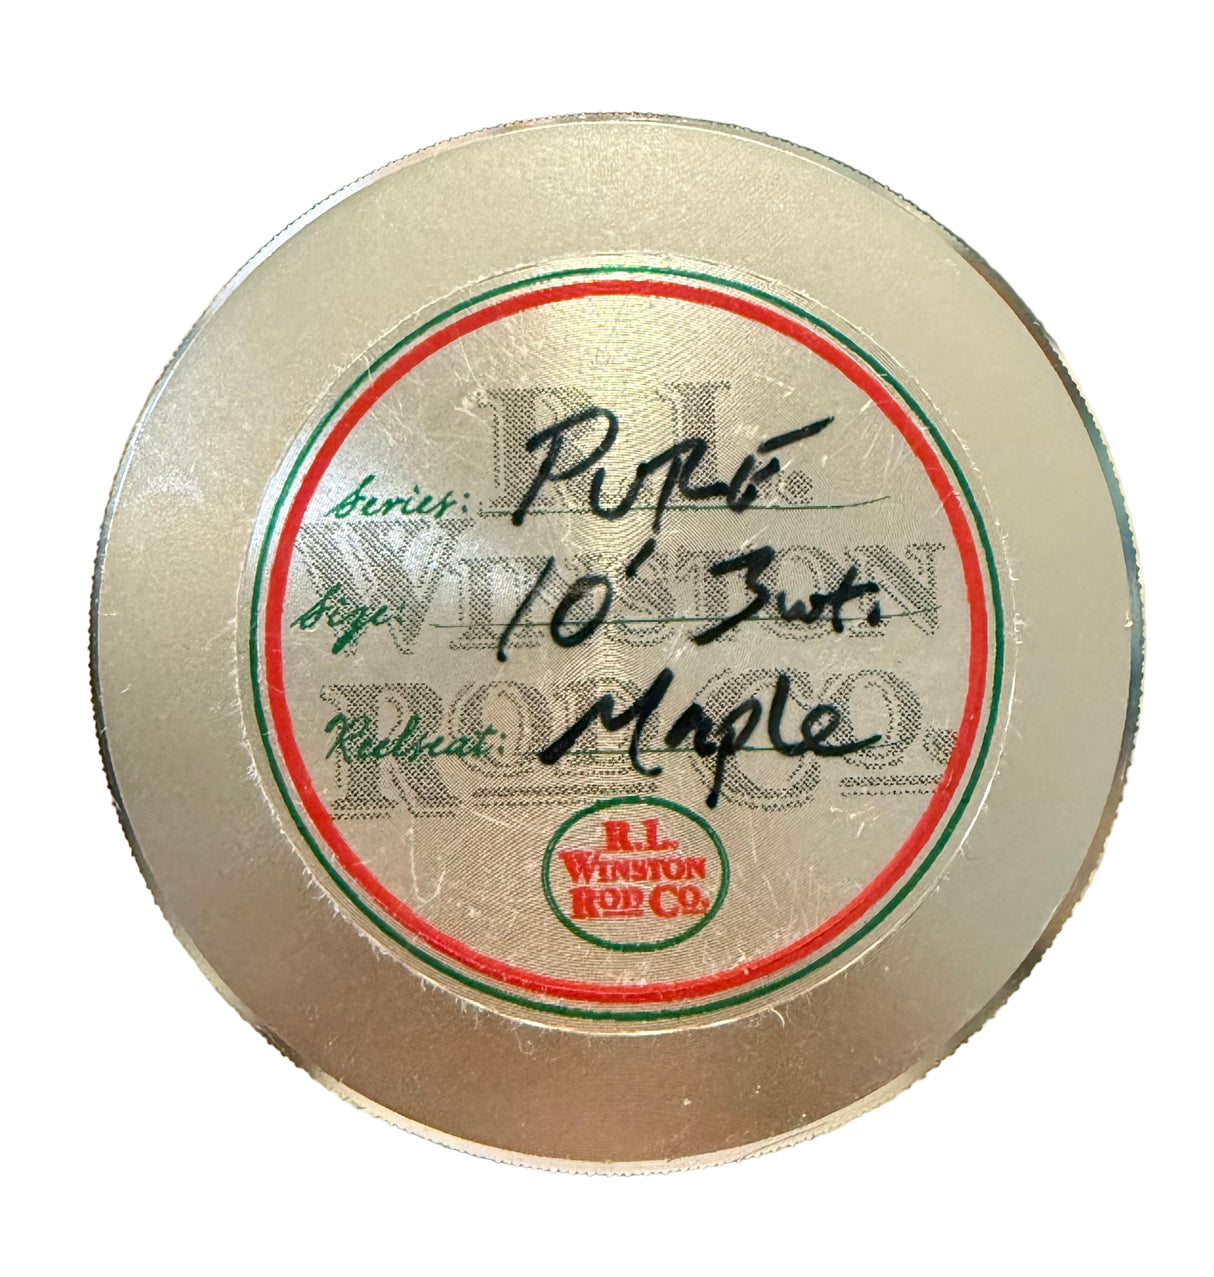 R.L.
WINSTON
ROD CO.
Series: PURE
Size: 10' 3wt.
Reelseat: Maple
R.L.
WINSTON
ROD CO.